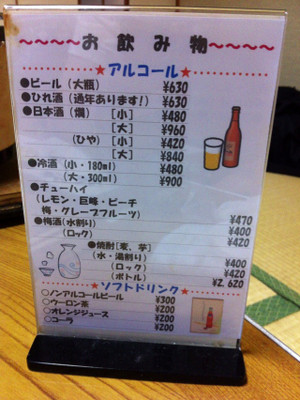 ～～～～お飲み物～～～～
★アルコール★
●ビール（大瓶） ¥630
●ひれ酒（通年あります！） ¥630
●日本酒（燗） ［小］ ¥480
［大］ ¥960
（ひや） ［小］ ¥420
［大］ ¥840
●冷酒（小・180ml） ¥480
（大・300ml） ¥900
●チューハイ
（レモン・巨峰・ピーチ
梅・グレープフルーツ） ¥470
●梅酒（水割り） ¥400
（ロック） ¥420
●焼酎［麦、芋］
（水・湯割り） ¥400
（ロック） ¥420
（ボトル） ¥2,620
★ソフトドリンク★
○ノンアルコールビール ¥300
○ウーロン茶 ¥200
○オレンジジュース ¥200
○コーラ ¥200